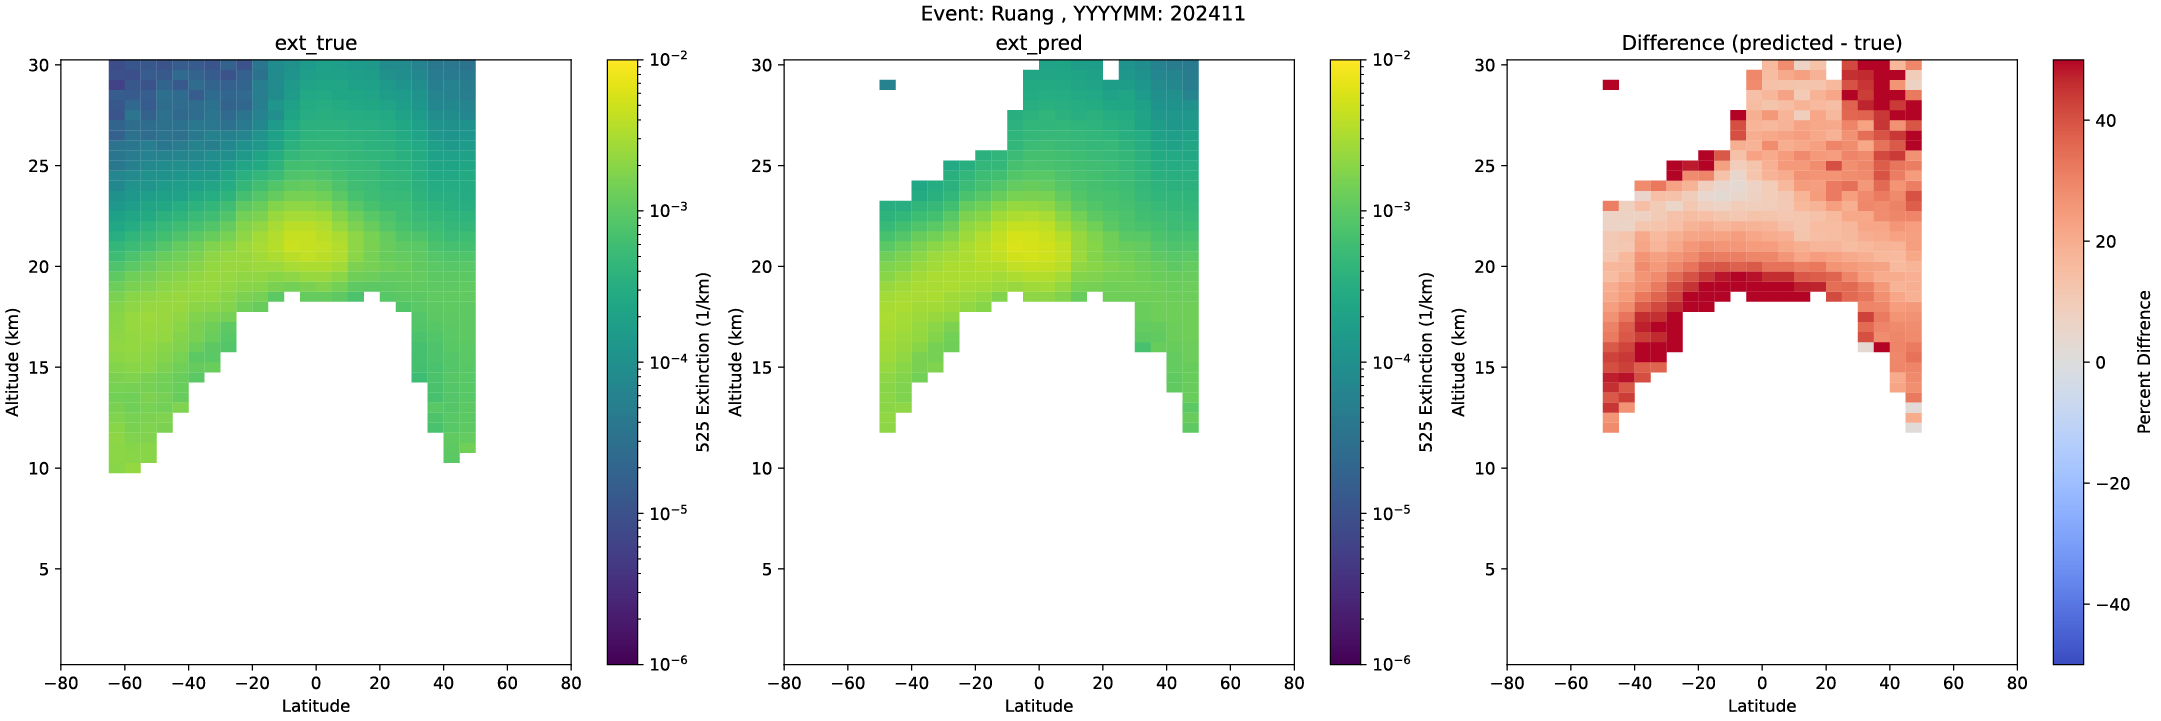 Event: Ruang , YYYYMM: 202411
ext_true
30
25
20
15
10
5
Altitude (km)
−80 −60 −40 −20 0 20 40 60 80
Latitude
10−2
10−3
10−4
10−5
10−6
525 Extinction (1/km)
ext_pred
30
25
20
15
10
5
Altitude (km)
−80 −60 −40 −20 0 20 40 60 80
Latitude
10−2
10−3
10−4
10−5
10−6
525 Extinction (1/km)
Difference (predicted - true)
30
25
20
15
10
5
Altitude (km)
−80 −60 −40 −20 0 20 40 60 80
Latitude
40
20
0
−20
−40
Percent Diffrence